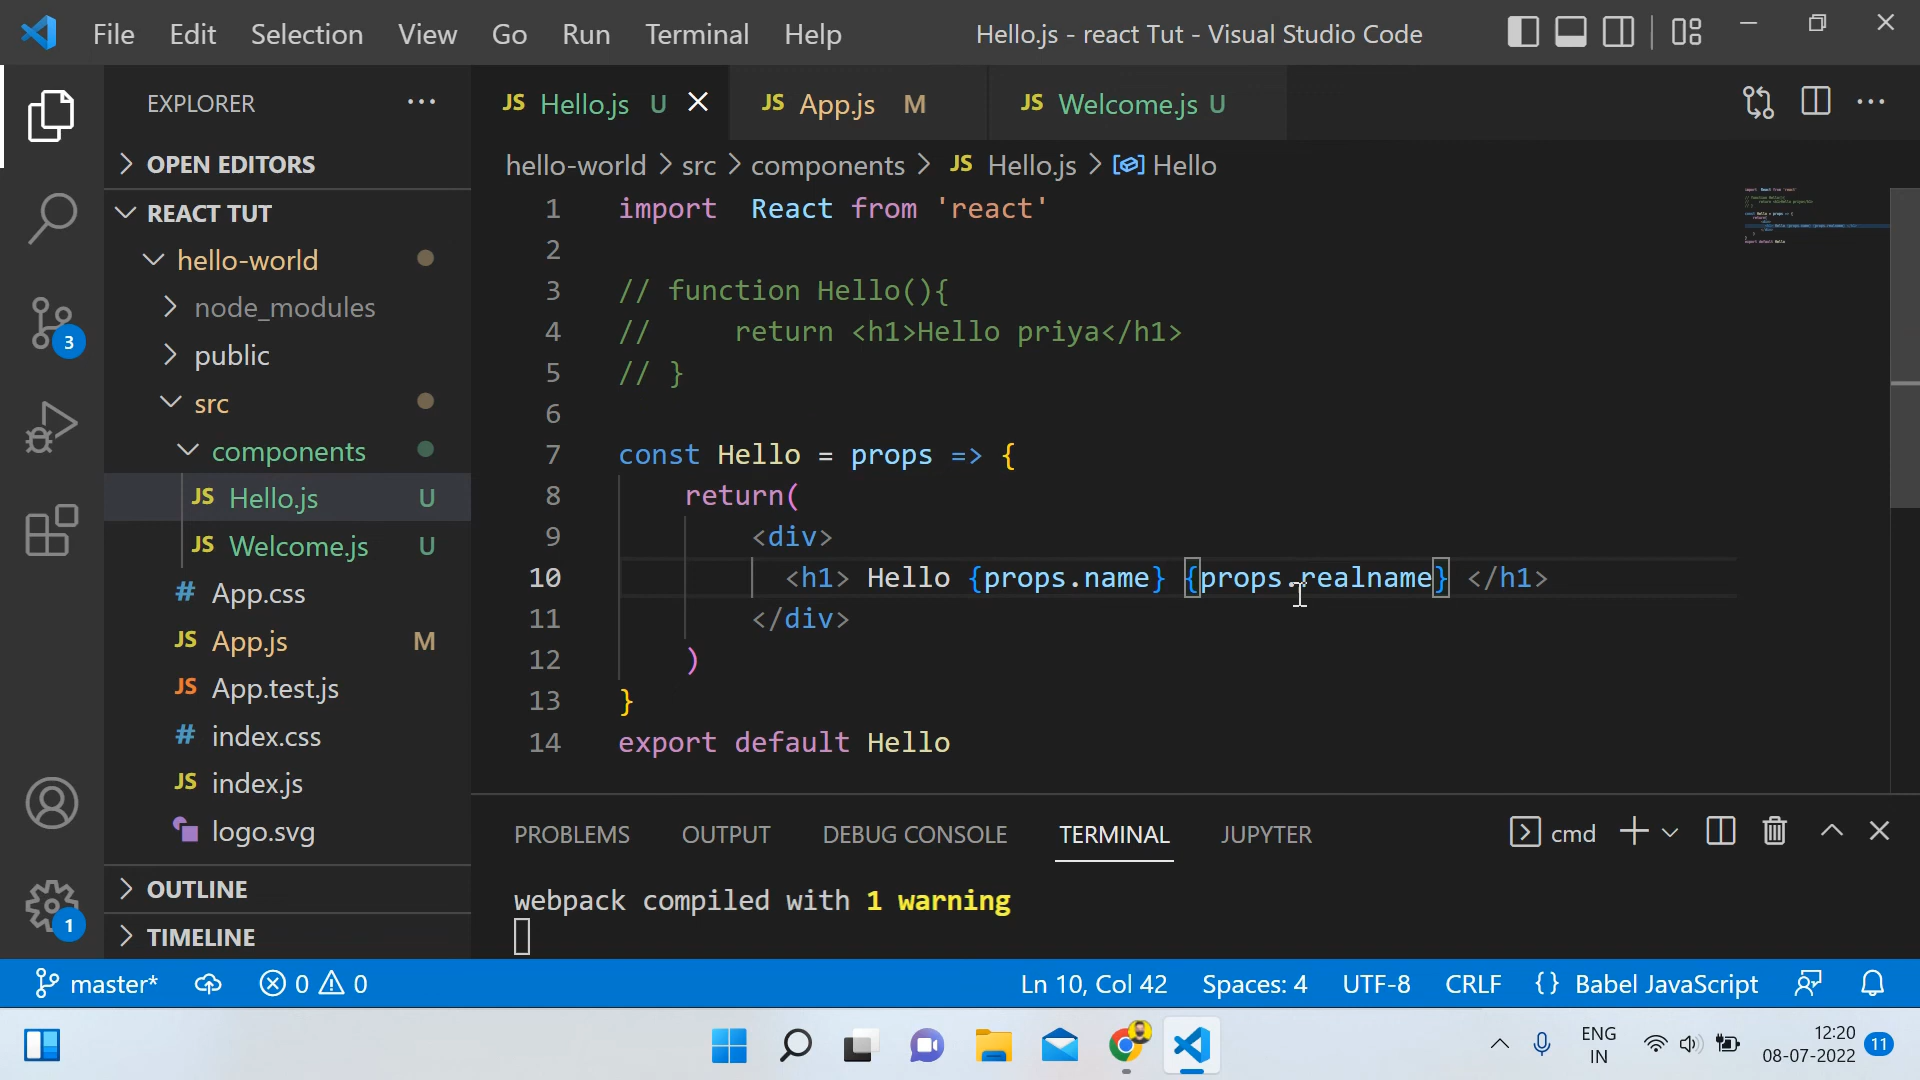 File Edit Selection View Go Run Terminal Help
Hello.js - react Tut - Visual Studio Code
EXPLORER
JS Hello.js U
JS App.js M
JS Welcome.js U
OPEN EDITORS
REACT TUT
hello-world
node_modules
public
src
components
JS Hello.js U
JS Welcome.js U
# App.css
JS App.js M
JS App.test.js
# index.css
JS index.js
logo.svg
OUTLINE
TIMELINE
3
1
hello-world > src > components > JS Hello.js > Hello
1 import  React from 'react'
2
3 // function Hello(){
4 //     return <h1>Hello priya</h1>
5 // }
6
7 const Hello = props => {
8     return(
9         <div>
10           <h1> Hello {props.name} {props.realname} </h1>
11         </div>
12     )
13 }
14 export default Hello
PROBLEMS OUTPUT DEBUG CONSOLE TERMINAL JUPYTER
cmd
webpack compiled with 1 warning
master* 0 0 Ln 10, Col 42 Spaces: 4 UTF-8 CRLF {} Babel JavaScript
ENG
IN
12:20
08-07-2022
11